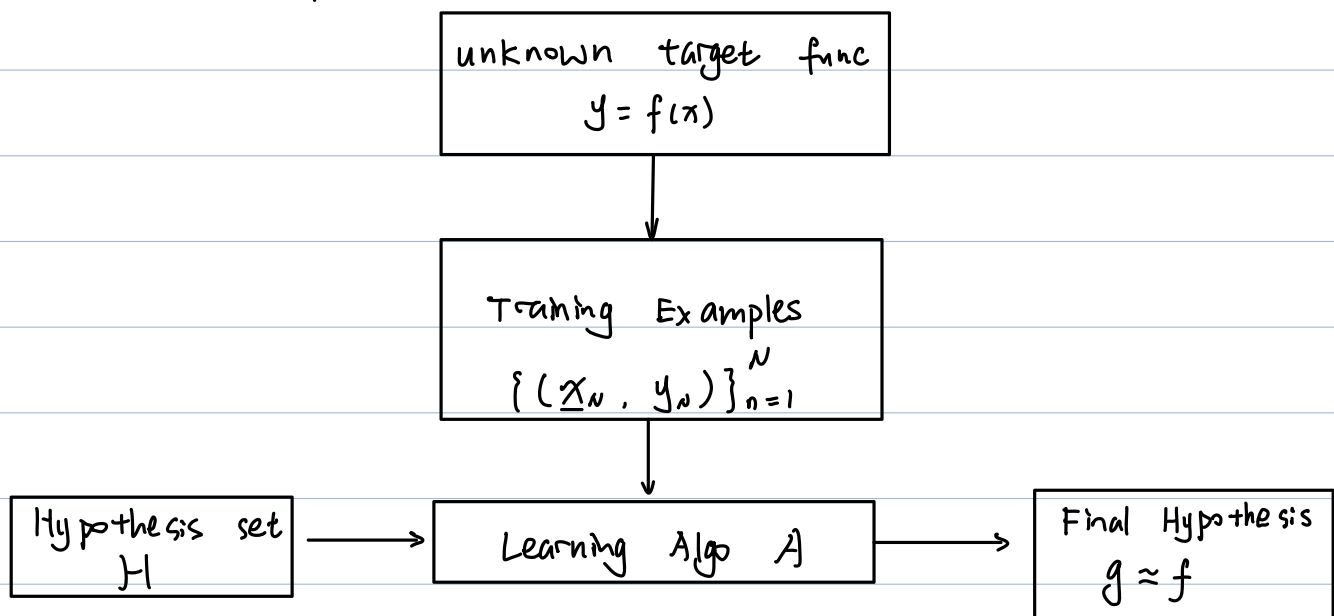 unknown target func
y = f(x)
Training Examples
{(x_N, y_N)}_{n=1}^N
Hypothesis set
H
Learning Algo A
Final Hypothesis
g ≈ f